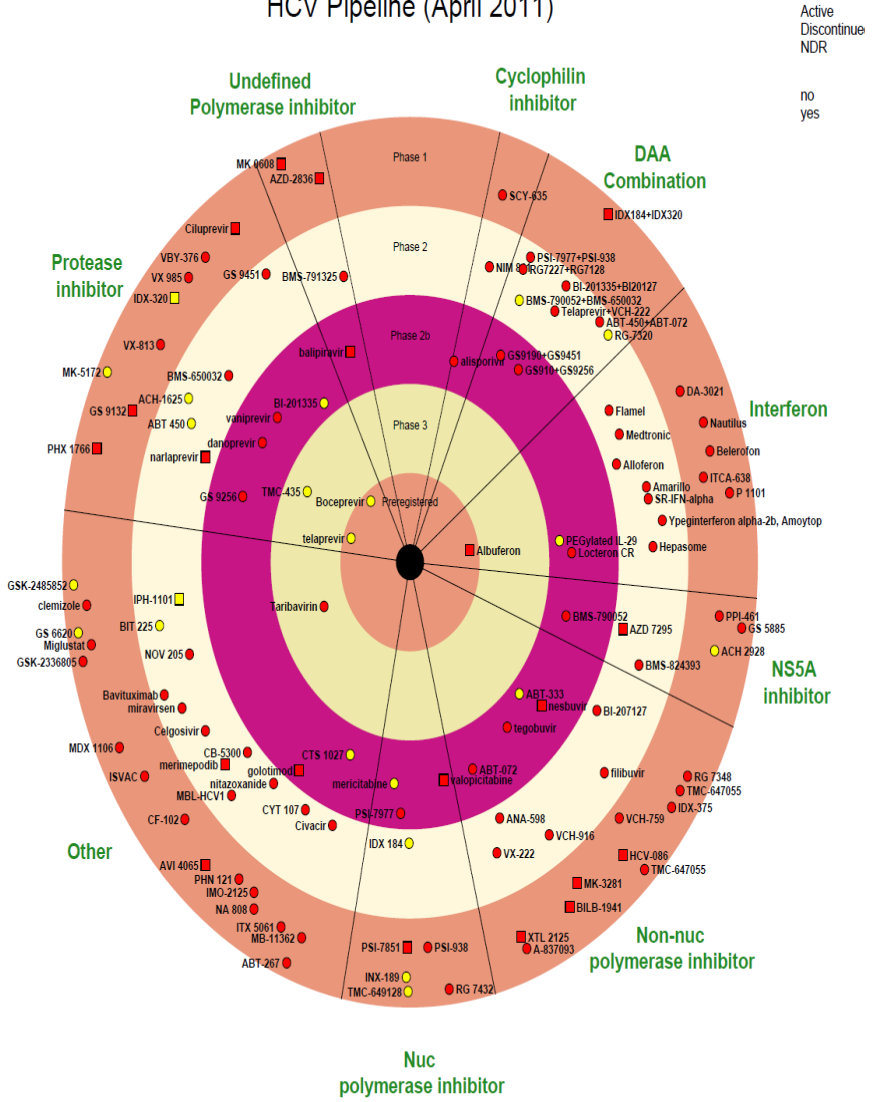 HCV Pipeline (April 2011)
Active
Discontinue
NDR
no
yes
Undefined
Polymerase inhibitor
Cyclophilin
inhibitor
DAA
Combination
Protease
inhibitor
Interferon
NS5A
inhibitor
Other
Non-nuc
polymerase inhibitor
Nuc
polymerase inhibitor
Phase 1
Phase 2
Phase 2b
Phase 3
Preregistered
MK 0608
AZD-2836
BMS-791325
balipiravir
SCY-635
NIM 811
alisporivir
IDX184+IDX320
PSI-7977+PSI-938
RG7227+RG7128
BI-201335+BI20127
BMS-790052+BMS-650032
Telaprevir+VCH-222
ABT-450+ABT-072
RG-7320
GS9190+GS9451
GS910+GS9256
Ciluprevir
VBY-376
GS 9451
VX 985
IDX-320
VX-813
MK-5172
BMS-650032
ACH-1625
GS 9132
ABT 450
BI-201335
vaniprevir
danoprevir
PHX 1766
narlaprevir
GS 9256
TMC-435
Boceprevir
telaprevir
DA-3021
Flamel
Nautilus
Medtronic
Belerofon
Alloferon
ITCA-638
Amarillo
P 1101
SR-IFN-alpha
Ypeginterferon alpha-2b, Amoytop
PEGylated IL-29
Hepasome
Locteron CR
Albuferon
PPI-461
BMS-790052
AZD 7295
GS 5885
ACH 2928
BMS-824393
GSK-2485852
clemizole
IPH-1101
Taribavirin
BIT 225
GS 6620
Miglustat
GSK-2336805
NOV 205
Bavituximab
miravirsen
Celgosivir
MDX 1106
CB-5300
merimepodib
golotimod
CTS 1027
ISVAC
nitazoxanide
MBL-HCV1
CYT 107
CF-102
Civacir
AVI 4065
PHN 121
IMO-2125
NA 808
ITX 5061
MB-11362
ABT-267
mericitabine
PSI-7977
IDX 184
PSI-7851
PSI-938
INX-189
TMC-649128
RG 7432
ABT-333
nesbuvir
BI-207127
tegobuvir
ABT-072
valopicitabine
filibuvir
RG 7348
TMC-647055
IDX-375
ANA-598
VCH-759
VCH-916
VX-222
HCV-086
TMC-647055
MK-3281
BILB-1941
XTL 2125
A-837093